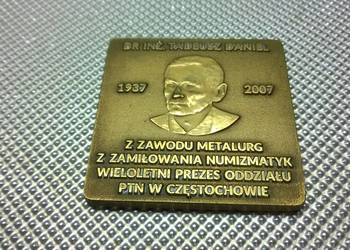 DR INŻ. TADEUSZ DANIEL
1937 2007
Z ZAWODU METALURG
Z ZAMIŁOWANIA NUMIZMATYK
WIELOLETNI PREZES ODDZIAŁU
PTN W CZĘSTOCHOWIE